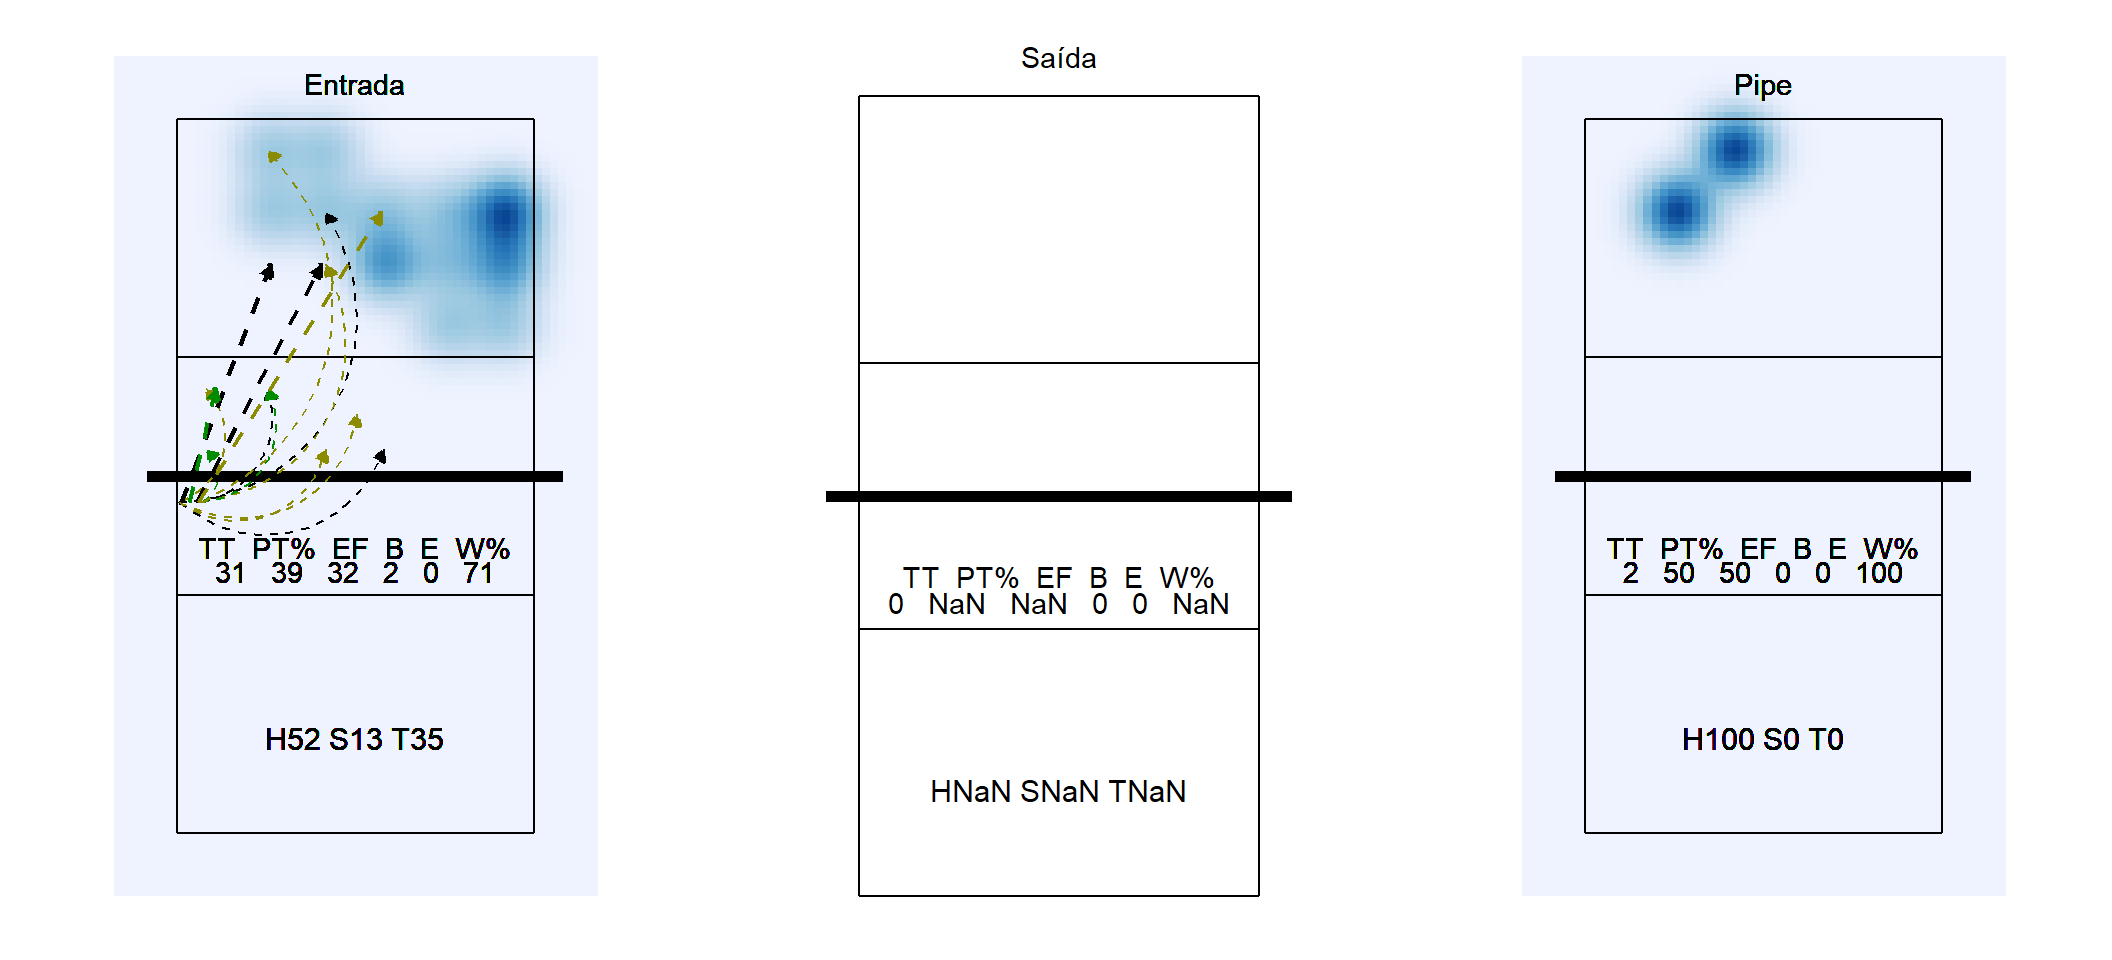 Entrada
TT PT% EF B E W%
31 39 32 2 0 71
H52 S13 T35
Saída
TT PT% EF B E W%
0 NaN NaN 0 0 NaN
HNaN SNaN TNaN
Pipe
TT PT% EF B E W%
2 50 50 0 0 100
H100 S0 T0